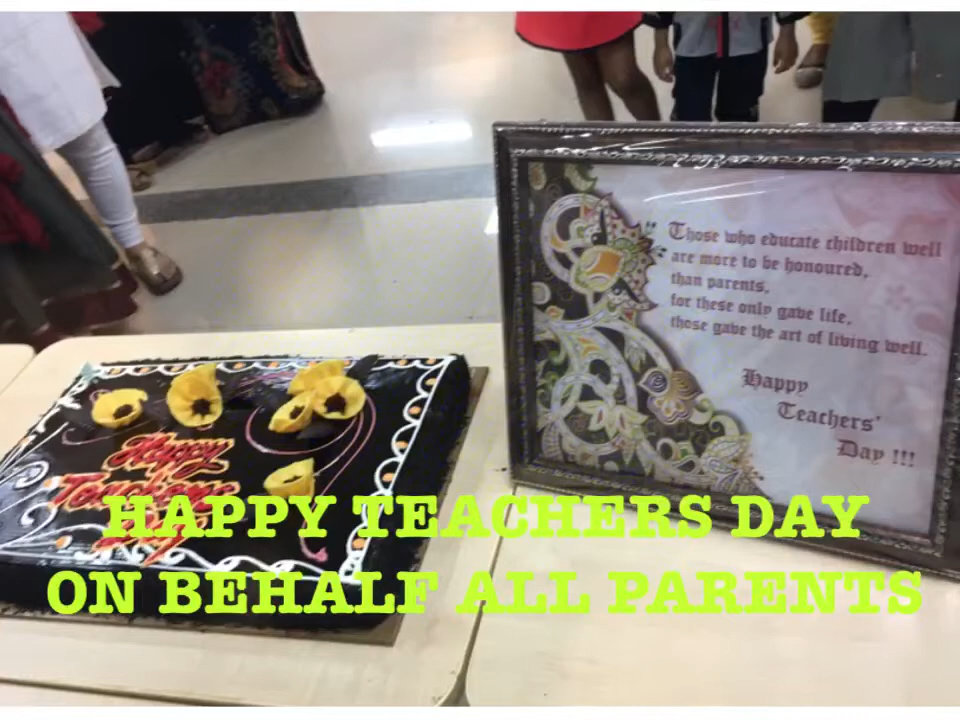 Those who educate children well
are more to be honoured,
than parents,
for these only gave life,
those gave the art of living well.
Happy
Teachers'
Day !!!
Happy
Teachers
HAPPY TEACHERS DAY
ON BEHALF ALL PARENTS